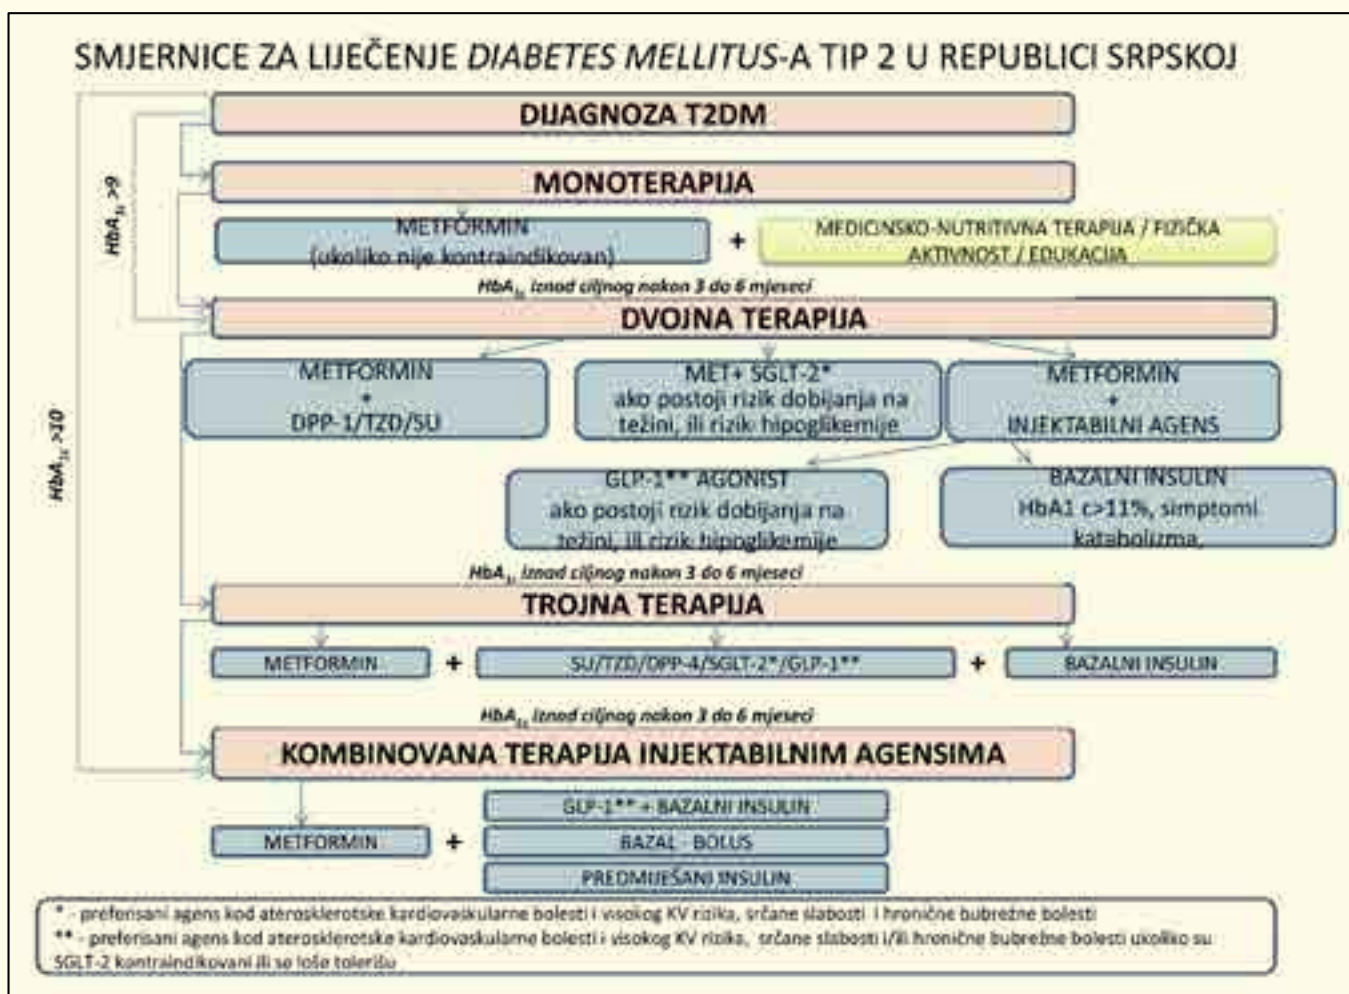 SMJERNICE ZA LIJEČENJE DIABETES MELLITUS-A TIP 2 U REPUBLICI SRPSKOJ
DIJAGNOZA T2DM
HbA1c >9
MONOTERAPIJA
METFORMIN
(ukoliko nije kontraindikovan)
+
MEDICINSKO-NUTRITIVNA TERAPIJA / FIZIČKA
AKTIVNOST / EDUKACIJA
HbA1c iznad ciljnog nakon 3 do 6 mjeseci
DVOJNA TERAPIJA
HbA1c >10
METFORMIN
+
DPP-1/TZD/SU
MET+ SGLT-2*
ako postoji rizik dobijanja na
težini, ili rizik hipoglikemije
METFORMIN
+
INJEKTABILNI AGENS
GLP-1** AGONIST
ako postoji rizik dobijanja na
težini, ili rizik hipoglikemije
BAZALNI INSULIN
HbA1 c>11%, simptomi
katabolizma,
HbA1c iznad ciljnog nakon 3 do 6 mjeseci
TROJNA TERAPIJA
METFORMIN + SU/TZD/DPP-4/SGLT-2*/GLP-1** + BAZALNI INSULIN
HbA1c iznad ciljnog nakon 3 do 6 mjeseci
KOMBINOVANA TERAPIJA INJEKTABILNIM AGENSIMA
METFORMIN
+
GLP-1** + BAZALNI INSULIN
BAZAL - BOLUS
PREDMIJEŠANI INSULIN
* - preferisani agens kod aterosklerotske kardiovaskularne bolesti i visokog KV rizika, srčane slabosti i hronične bubrežne bolesti
** - preferisani agens kod aterosklerotske kardiovaskularne bolesti i visokog KV rizika, srčane slabosti i/ili hronične bubrežne bolesti ukoliko su
SGLT-2 kontraindikovani ili se loše tolerišu